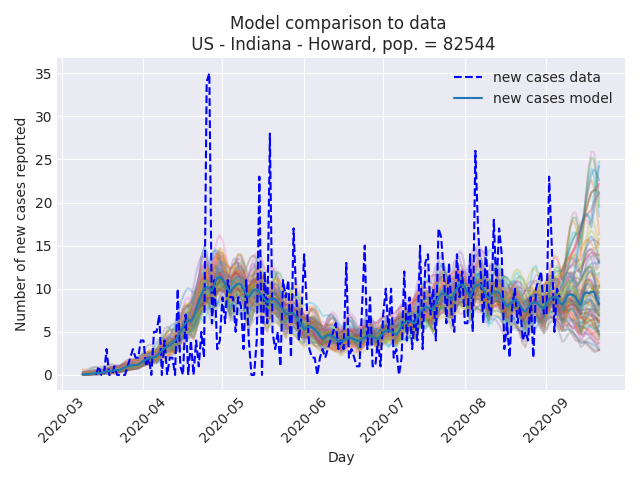 Model comparison to data
US - Indiana - Howard, pop. = 82544
new cases data
new cases model
Number of new cases reported
35
30
25
20
15
10
5
0
2020-03
2020-04
2020-05
2020-06
2020-07
2020-08
2020-09
Day